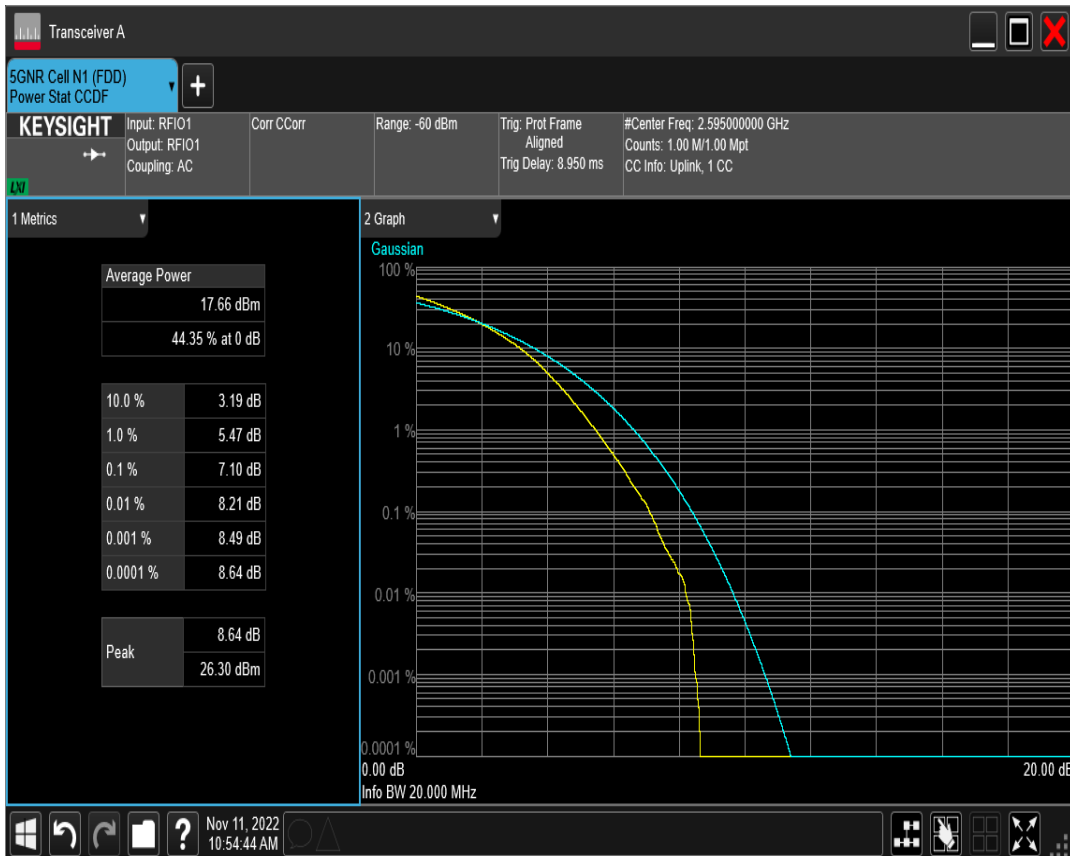 Transceiver A
5GNR Cell N1 (FDD)
Power Stat CCDF
+
KEYSIGHT
LXI
Input: RFIO1
Output: RFIO1
Coupling: AC
Corr CCorr
Range: -60 dBm
Trig: Prot Frame
Aligned
Trig Delay: 8.950 ms
#Center Freq: 2.595000000 GHz
Counts: 1.00 M/1.00 Mpt
CC Info: Uplink, 1 CC
1 Metrics
Average Power
17.66 dBm
44.35 % at 0 dB
10.0 % 3.19 dB
1.0 % 5.47 dB
0.1 % 7.10 dB
0.01 % 8.21 dB
0.001 % 8.49 dB
0.0001 % 8.64 dB
Peak
8.64 dB
26.30 dBm
2 Graph
Gaussian
100 %
10 %
1 %
0.1 %
0.01 %
0.001 %
0.0001 %
0.00 dB
20.00 dB
Info BW 20.000 MHz
?
Nov 11, 2022
10:54:44 AM